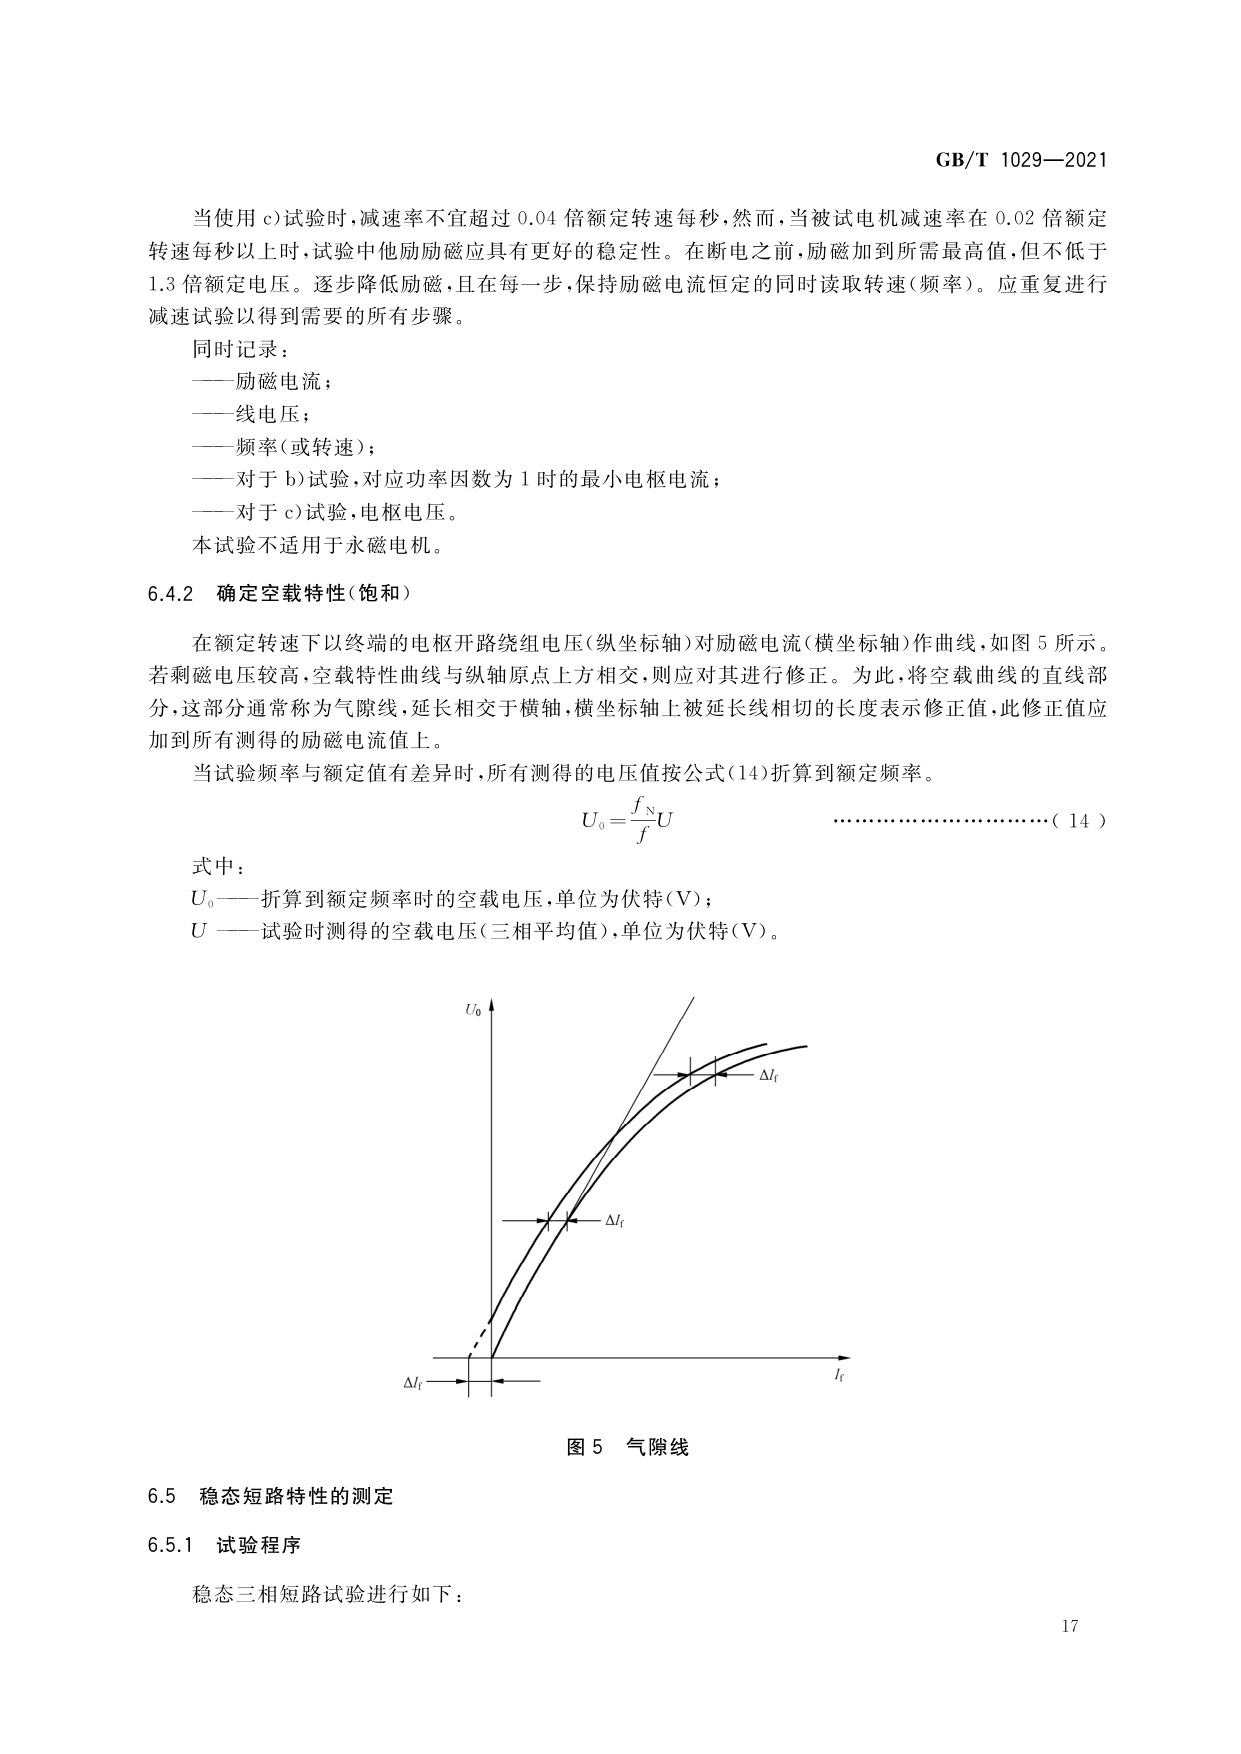 GB/T 1029—2021
当使用 c)试验时,减速率不宜超过 0.04 倍额定转速每秒,然而,当被试电机减速率在 0.02 倍额定
转速每秒以上时,试验中他励励磁应具有更好的稳定性。在断电之前,励磁加到所需最高值,但不低于
1.3 倍额定电压。逐步降低励磁,且在每一步,保持励磁电流恒定的同时读取转速(频率)。应重复进行
减速试验以得到需要的所有步骤。
同时记录:
——励磁电流;
——线电压;
——频率(或转速);
——对于 b)试验,对应功率因数为 1 时的最小电枢电流;
——对于 c)试验,电枢电压。
本试验不适用于永磁电机。
6.4.2 确定空载特性(饱和)
在额定转速下以终端的电枢开路绕组电压(纵坐标轴)对励磁电流(横坐标轴)作曲线,如图 5 所示。
若剩磁电压较高,空载特性曲线与纵轴原点上方相交,则应对其进行修正。为此,将空载曲线的直线部
分,这部分通常称为气隙线,延长相交于横轴,横坐标轴上被延长线相切的长度表示修正值,此修正值应
加到所有测得的励磁电流值上。
当试验频率与额定值有差异时,所有测得的电压值按公式(14)折算到额定频率。
U₀=f_N/f U …………………………( 14 )
式中:
U₀——折算到额定频率时的空载电压,单位为伏特(V);
U ——试验时测得的空载电压(三相平均值),单位为伏特(V)。
U₀
ΔI_f
ΔI_f
I_f
ΔI_f
图 5 气隙线
6.5 稳态短路特性的测定
6.5.1 试验程序
稳态三相短路试验进行如下:
17